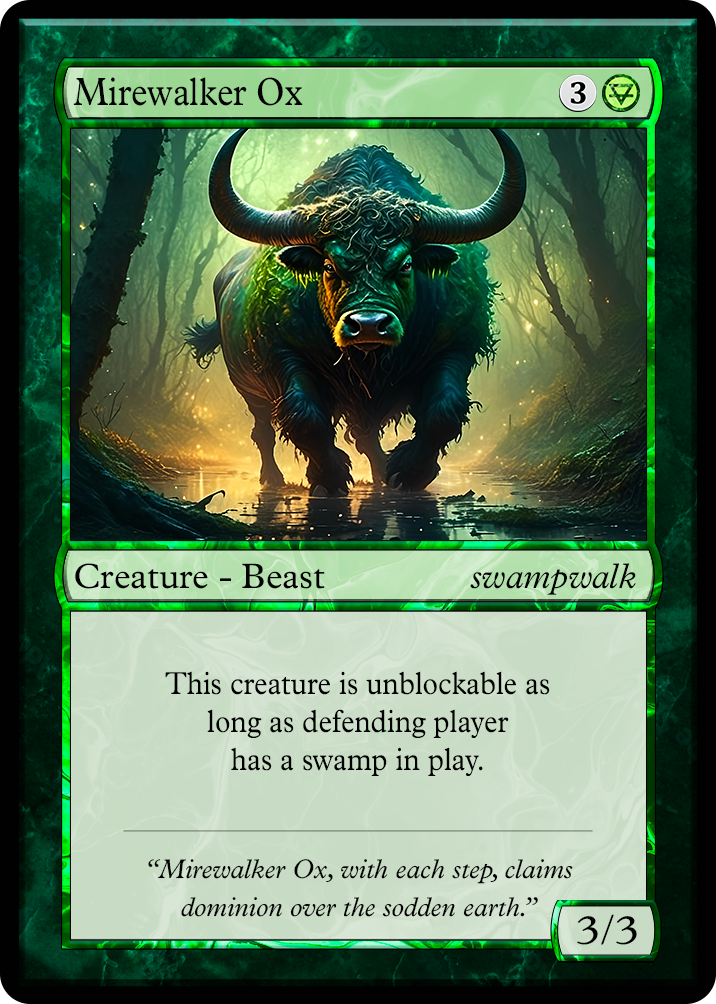 Mirewalker Ox 3
Creature - Beast swampwalk
This creature is unblockable as
long as defending player
has a swamp in play.
“Mirewalker Ox, with each step, claims
dominion over the sodden earth.”
3/3